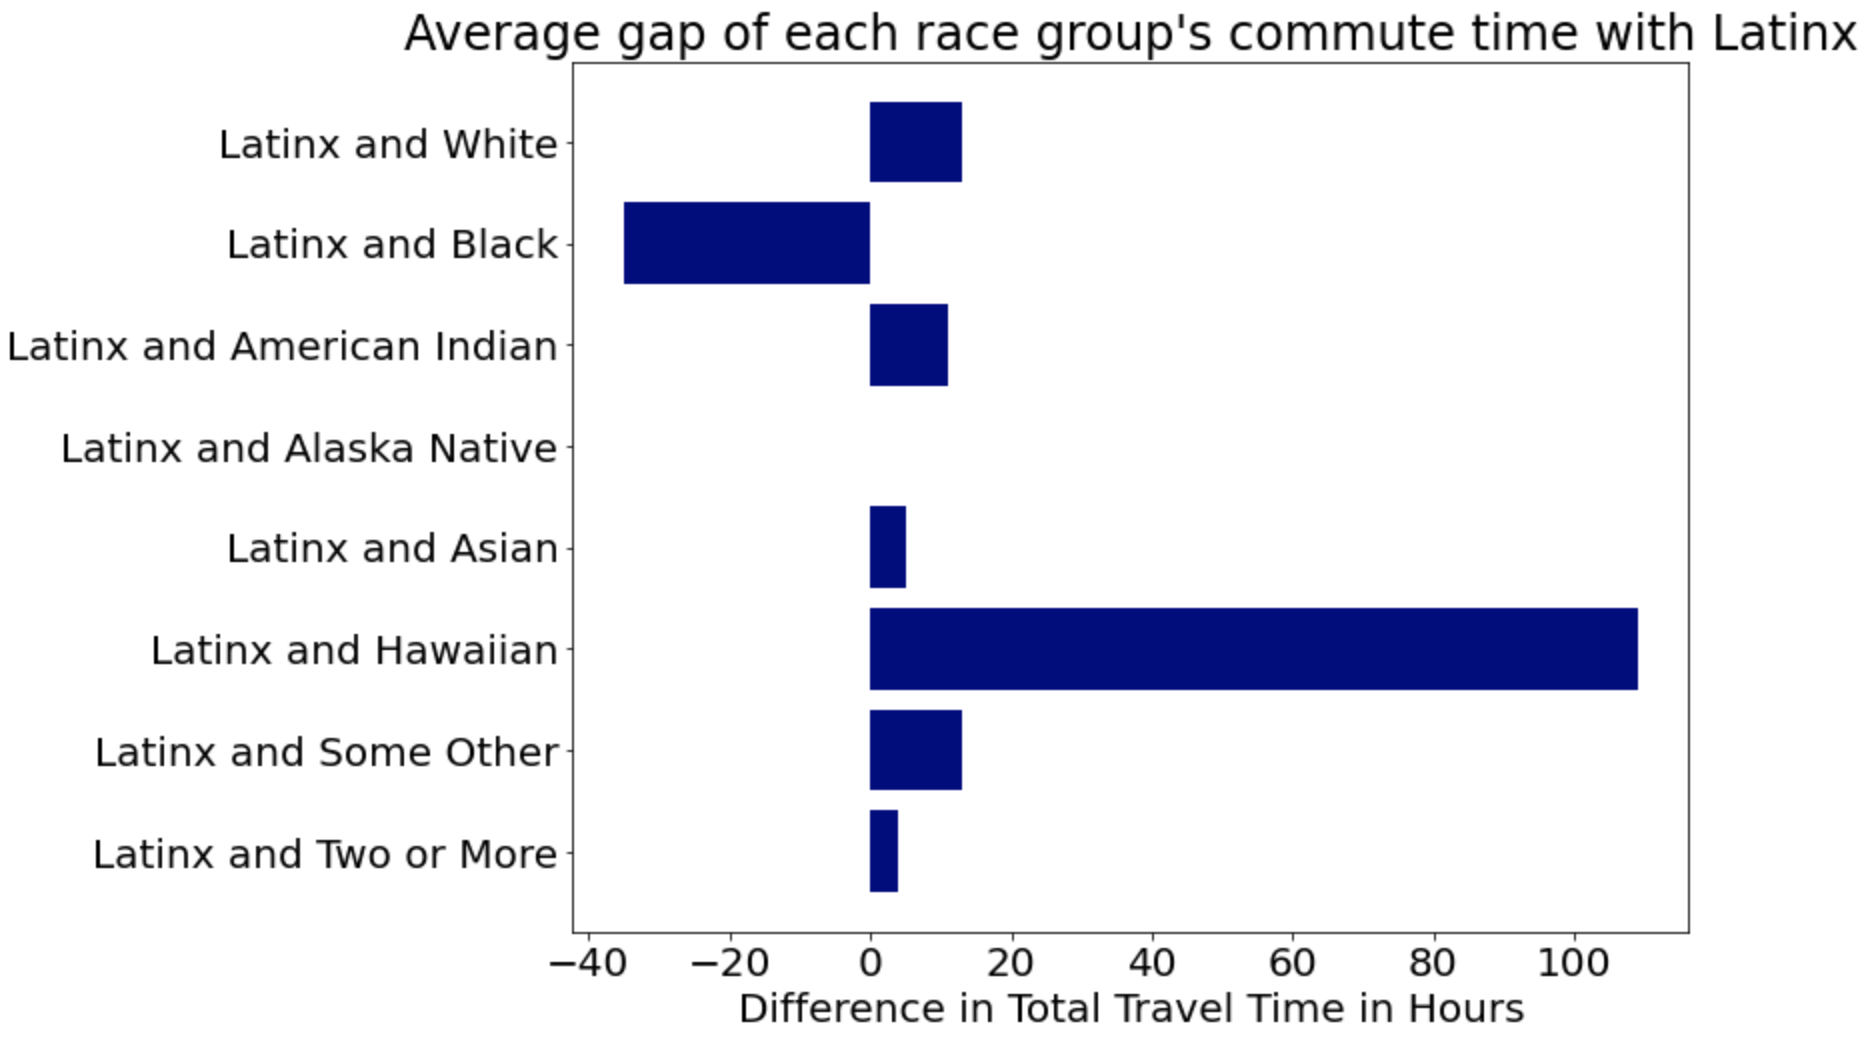 Average gap of each race group's commute time with Latinx
Latinx and White
Latinx and Black
Latinx and American Indian
Latinx and Alaska Native
Latinx and Asian
Latinx and Hawaiian
Latinx and Some Other
Latinx and Two or More
−40 −20 0 20 40 60 80 100
Difference in Total Travel Time in Hours